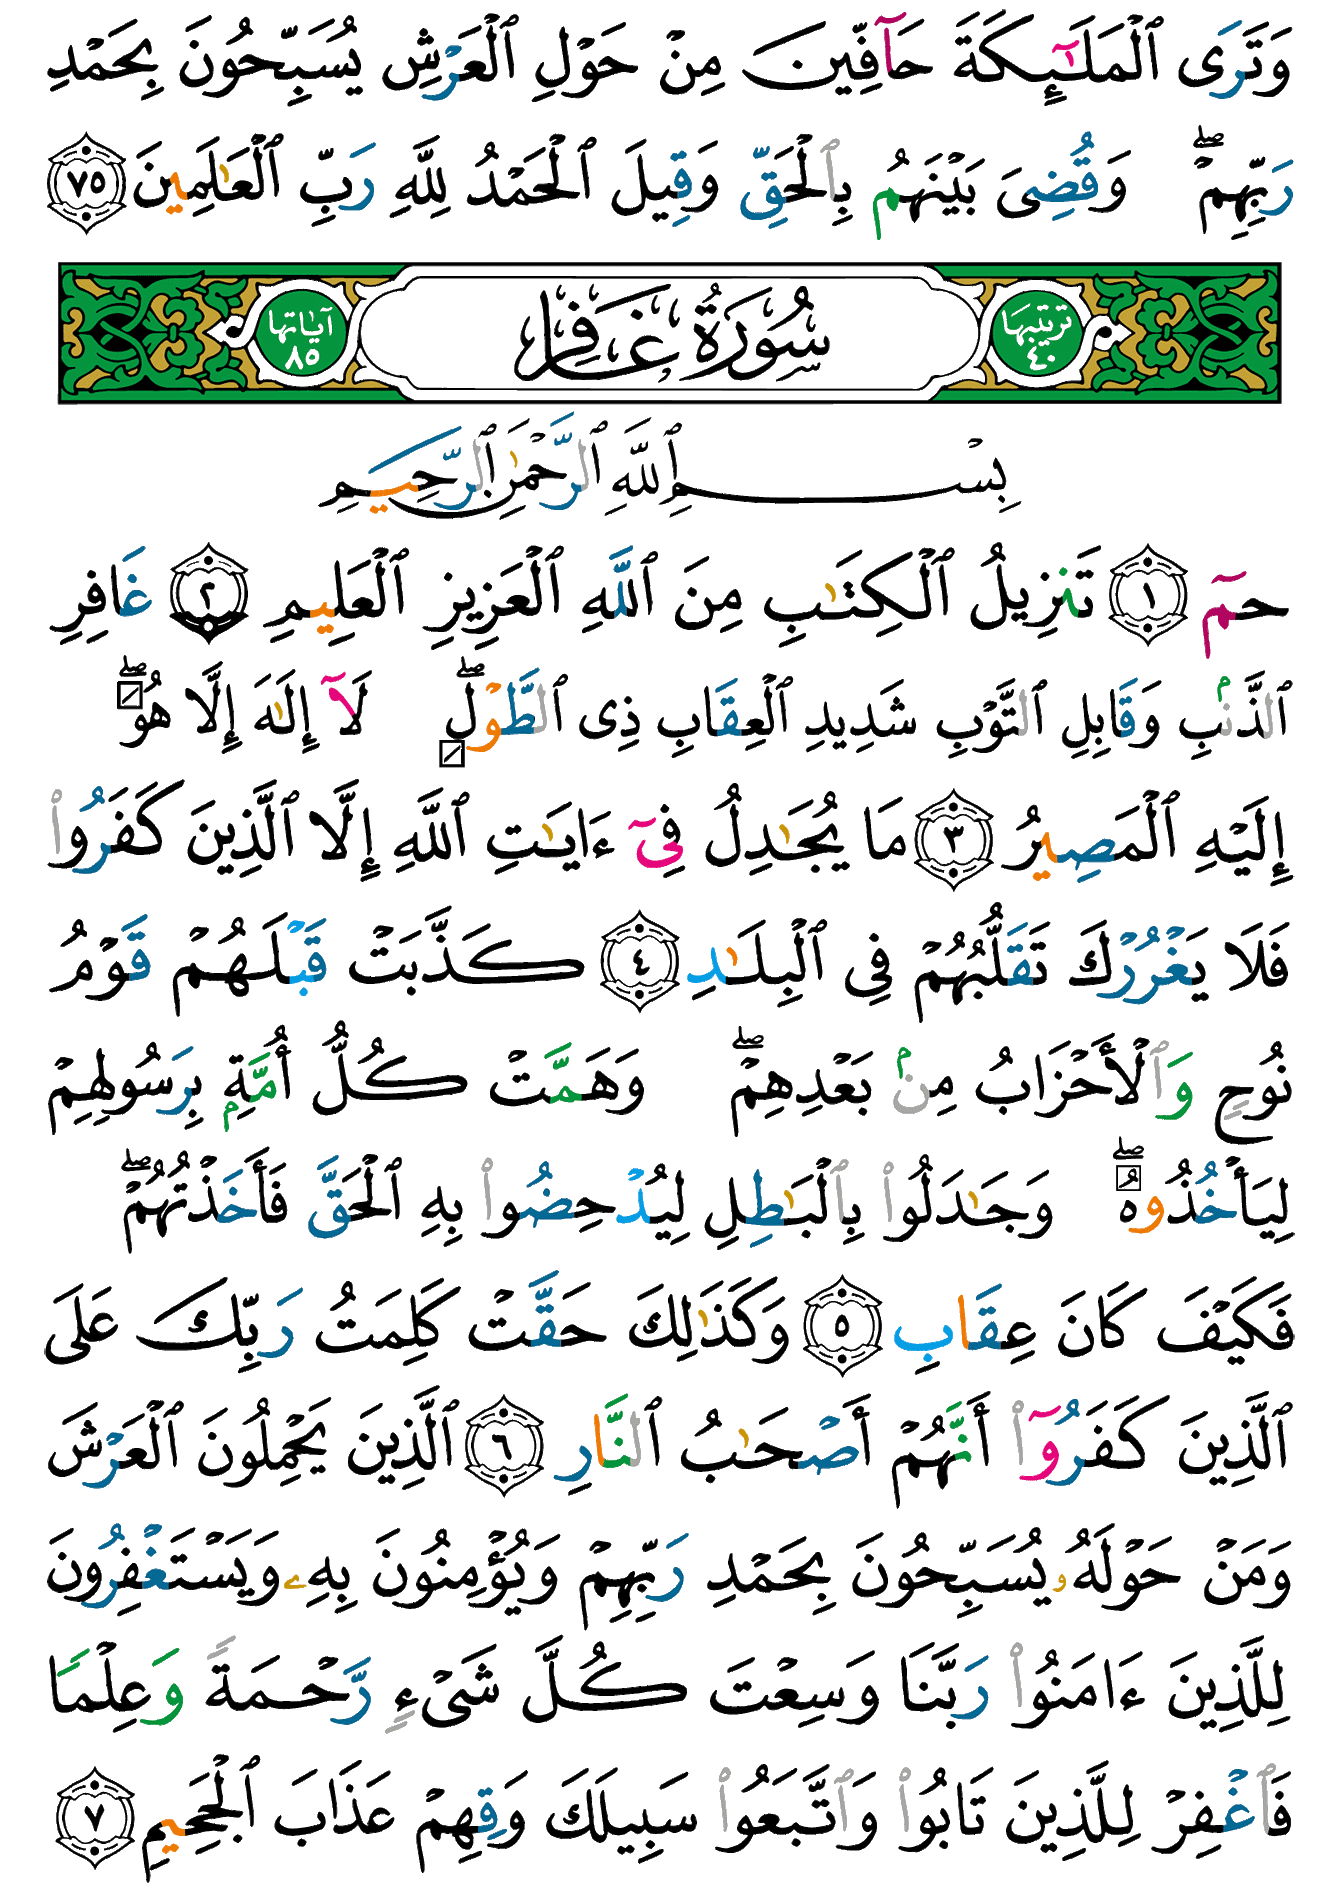 وَتَرَى ٱلْمَلَـٰٓئِكَةَ حَآفِّينَ مِنْ حَوْلِ ٱلْعَرْشِ يُسَبِّحُونَ بِحَمْدِ
رَبِّهِمْ ۖ وَقُضِىَ بَيْنَهُم بِٱلْحَقِّ وَقِيلَ ٱلْحَمْدُ لِلَّهِ رَبِّ ٱلْعَـٰلَمِينَ ٧٥
ترتيبها ٤٠ سُورَةُ غَافِرٍ آياتها ٨٥
بِسْمِ ٱللَّهِ ٱلرَّحْمَـٰنِ ٱلرَّحِيمِ
حمٓ ١ تَنزِيلُ ٱلْكِتَـٰبِ مِنَ ٱللَّهِ ٱلْعَزِيزِ ٱلْعَلِيمِ ٢ غَافِرِ
ٱلذَّنۢبِ وَقَابِلِ ٱلتَّوْبِ شَدِيدِ ٱلْعِقَابِ ذِى ٱلطَّوْلِ ۖ لَآ إِلَـٰهَ إِلَّا هُوَ ۖ
إِلَيْهِ ٱلْمَصِيرُ ٣ مَا يُجَـٰدِلُ فِىٓ ءَايَـٰتِ ٱللَّهِ إِلَّا ٱلَّذِينَ كَفَرُوا۟
فَلَا يَغْرُرْكَ تَقَلُّبُهُمْ فِى ٱلْبِلَـٰدِ ٤ كَذَّبَتْ قَبْلَهُمْ قَوْمُ
نُوحٍ وَٱلْأَحْزَابُ مِنۢ بَعْدِهِمْ ۖ وَهَمَّتْ كُلُّ أُمَّةٍۭ بِرَسُولِهِمْ
لِيَأْخُذُوهُ ۖ وَجَـٰدَلُوا۟ بِٱلْبَـٰطِلِ لِيُدْحِضُوا۟ بِهِ ٱلْحَقَّ فَأَخَذْتُهُمْ ۖ
فَكَيْفَ كَانَ عِقَابِ ٥ وَكَذَٰلِكَ حَقَّتْ كَلِمَتُ رَبِّكَ عَلَى
ٱلَّذِينَ كَفَرُوٓا۟ أَنَّهُمْ أَصْحَـٰبُ ٱلنَّارِ ٦ ٱلَّذِينَ يَحْمِلُونَ ٱلْعَرْشَ
وَمَنْ حَوْلَهُۥ يُسَبِّحُونَ بِحَمْدِ رَبِّهِمْ وَيُؤْمِنُونَ بِهِۦ وَيَسْتَغْفِرُونَ
لِلَّذِينَ ءَامَنُوا۟ رَبَّنَا وَسِعْتَ كُلَّ شَىْءٍ رَّحْمَةً وَعِلْمًا
فَٱغْفِرْ لِلَّذِينَ تَابُوا۟ وَٱتَّبَعُوا۟ سَبِيلَكَ وَقِهِمْ عَذَابَ ٱلْجَحِيمِ ٧